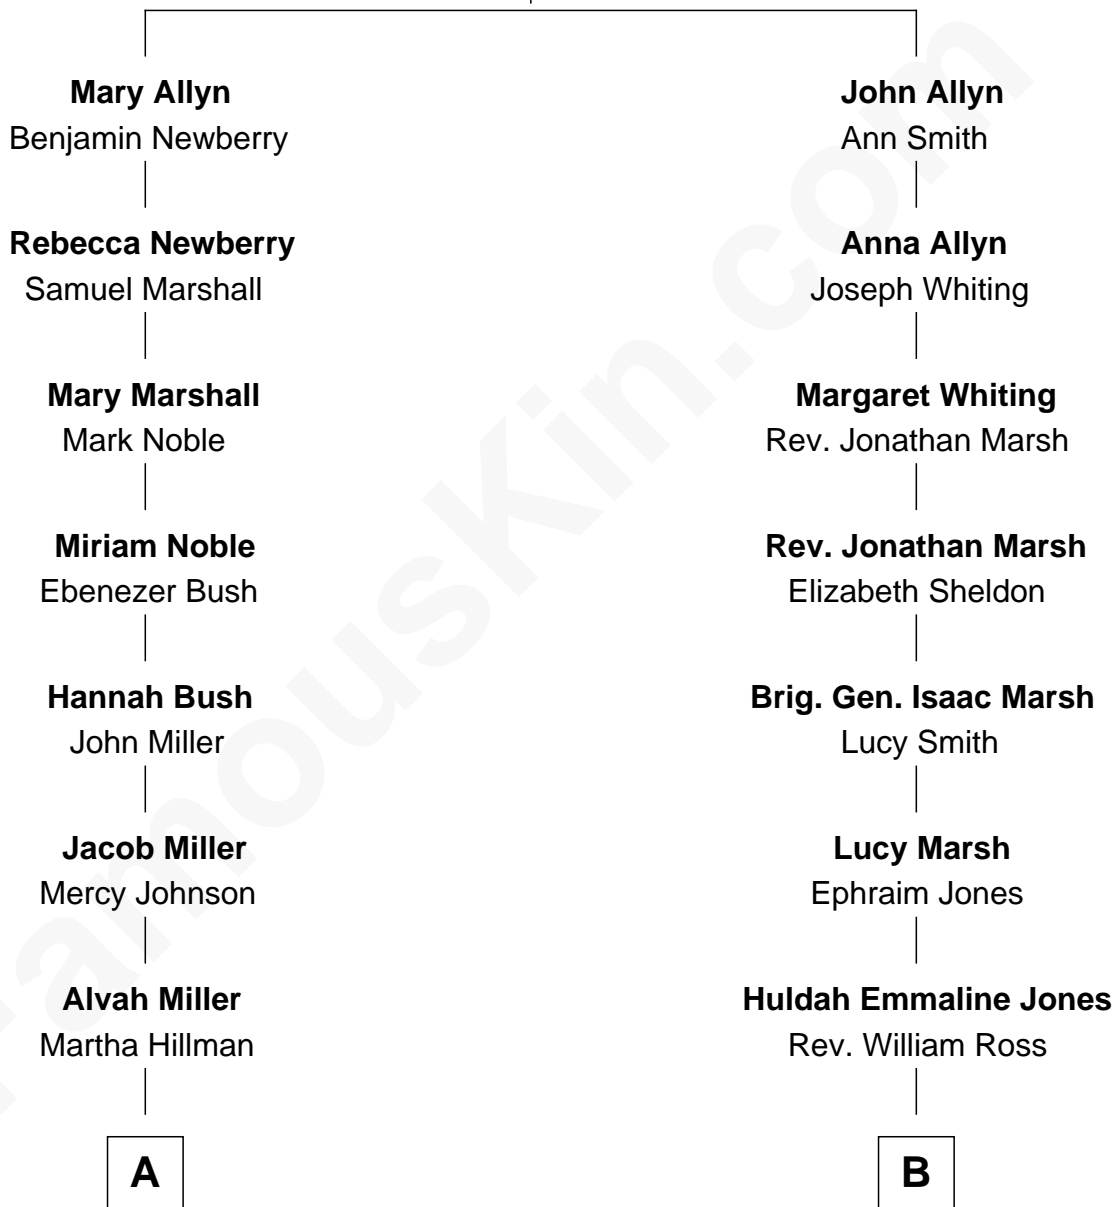 Mary Allyn
Benjamin Newberry
Rebecca Newberry
Samuel Marshall
Mary Marshall
Mark Noble
Miriam Noble
Ebenezer Bush
Hannah Bush
John Miller
Jacob Miller
Mercy Johnson
Alvah Miller
Martha Hillman
A
John Allyn
Ann Smith
Anna Allyn
Joseph Whiting
Margaret Whiting
Rev. Jonathan Marsh
Rev. Jonathan Marsh
Elizabeth Sheldon
Brig. Gen. Isaac Marsh
Lucy Smith
Lucy Marsh
Ephraim Jones
Huldah Emmaline Jones
Rev. William Ross
B
FamousKin.com